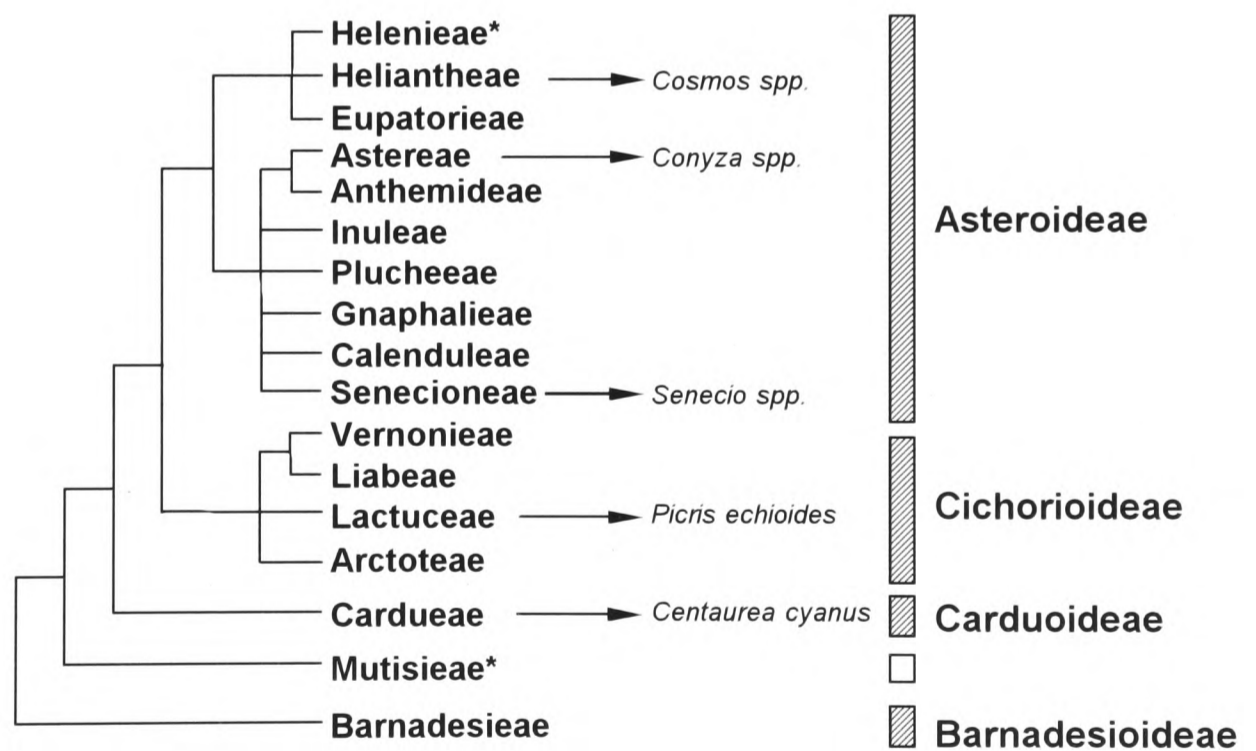 Helenieae*
Heliantheae Cosmos spp.
Eupatorieae
Astereae Conyza spp.
Anthemideae
Asteroideae
Inuleae
Plucheeae
Gnaphalieae
Calenduleae
Senecioneae Senecio spp.
Vernonieae
Liabeae
Cichorioideae
Lactuceae Picris echioides
Arctoteae
Cardueae Centaurea cyanus Carduoideae
Mutisieae*
Barnadesieae Barnadesioideae